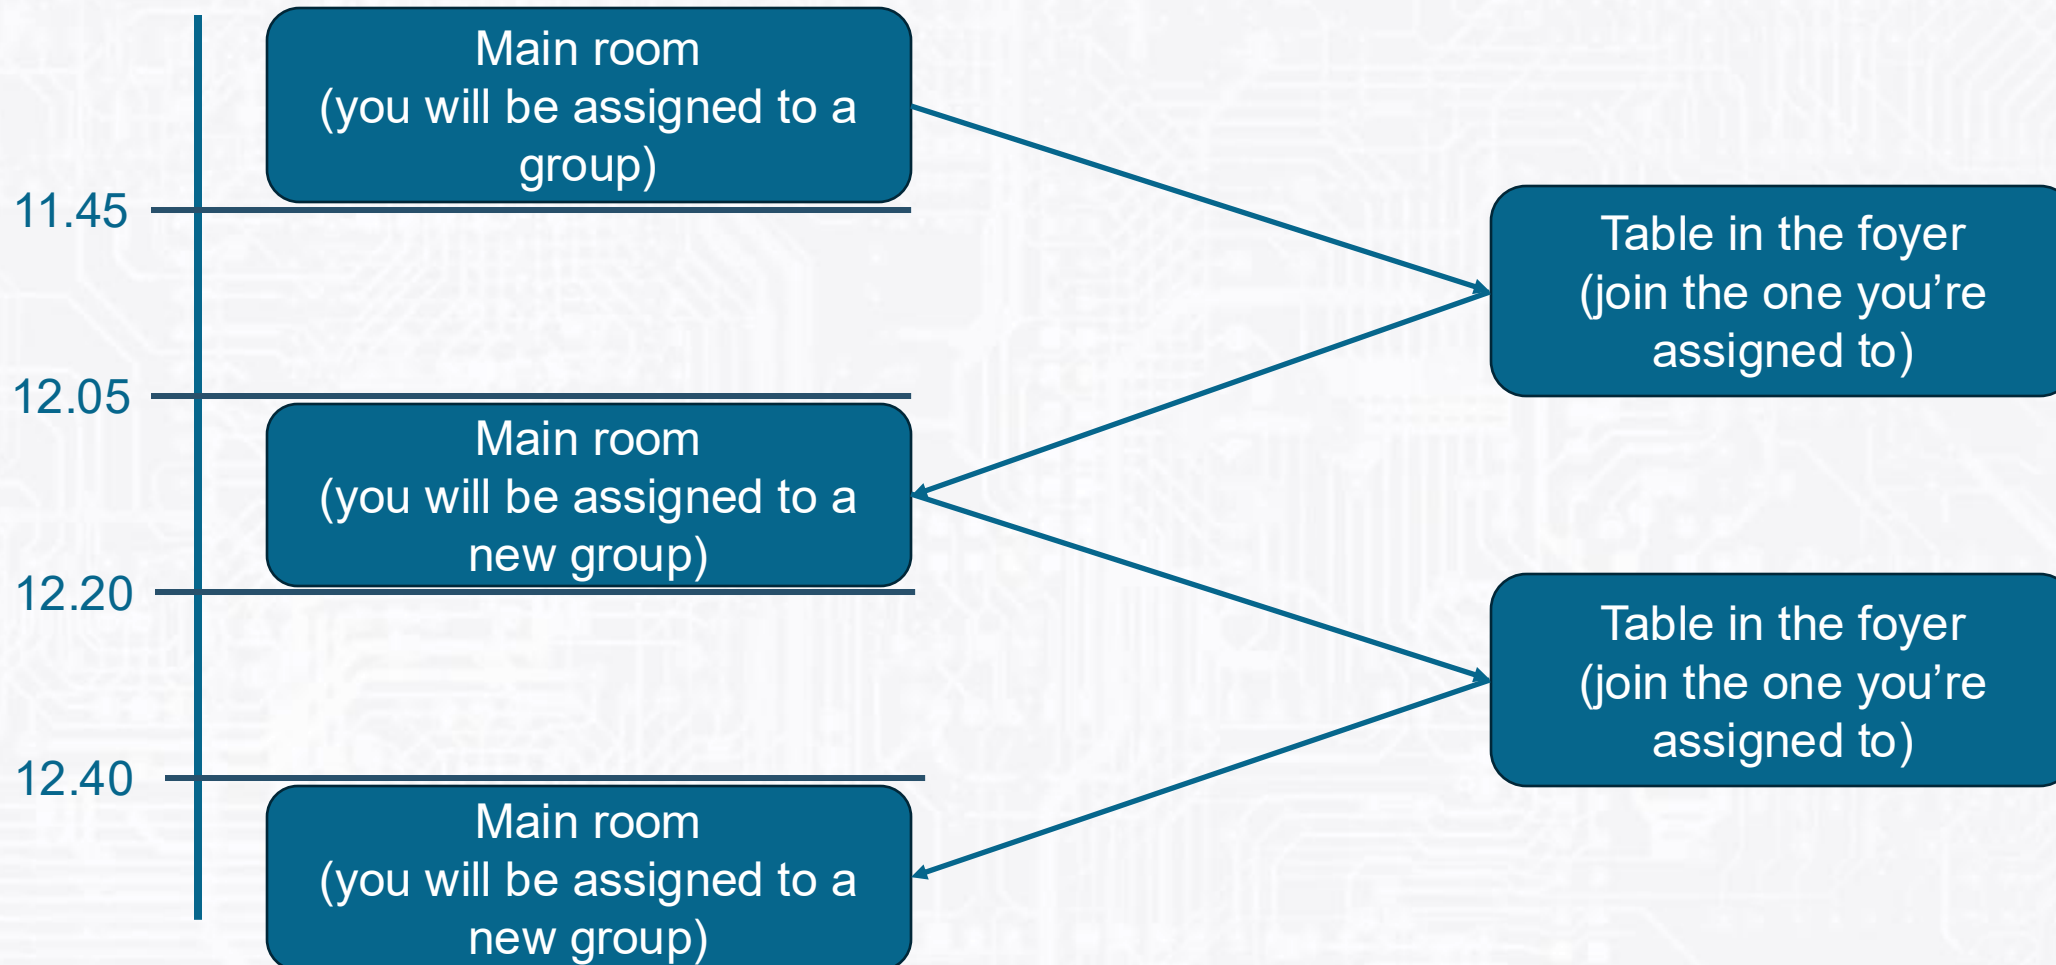 Main room
(you will be assigned to a
group)
11.45
Table in the foyer
(join the one you’re
assigned to)
12.05
Main room
(you will be assigned to a
new group)
12.20
Table in the foyer
(join the one you’re
assigned to)
12.40
Main room
(you will be assigned to a
new group)